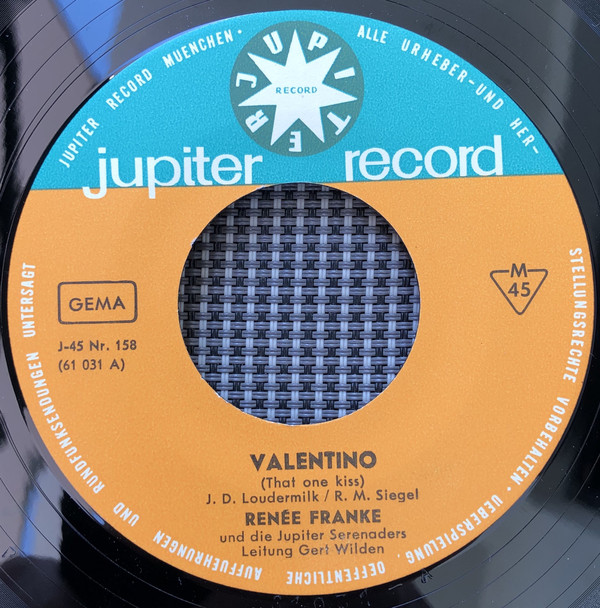 JUPITER RECORD MUENCHEN · ALLE URHEBER-UND HER-
STELLUNGSRECHTE VORBEHALTEN · UEBERSPIELUNG · OEFFENTLICHE AUFFUEHRUNGEN UND RUNDFUNKSENDUNGEN UNTERSAGT
JUPITER
RECORD
jupiter record
GEMA
M
45
J-45 Nr. 158
(61 031 A)
VALENTINO
(That one kiss)
J. D. Loudermilk / R. M. Siegel
RENÉE FRANKE
und die Jupiter Serenaders
Leitung Gert Wilden